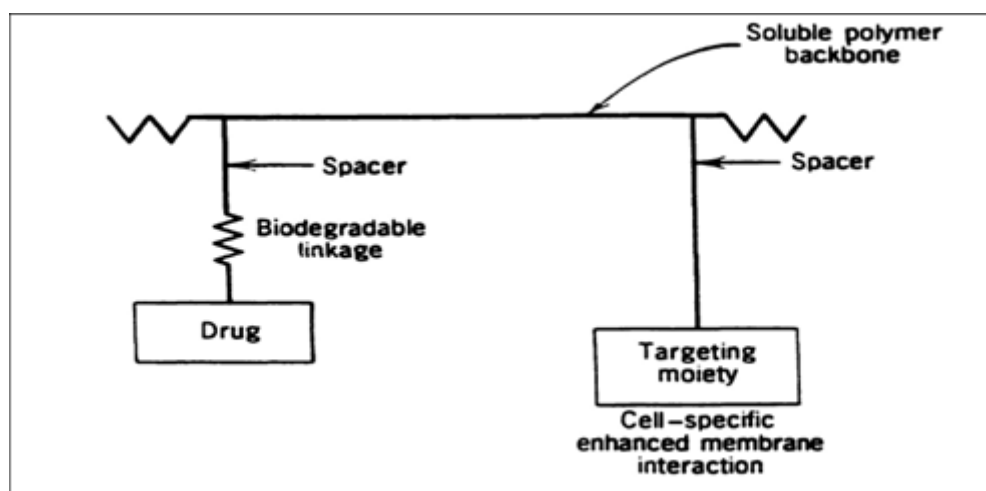 Soluble polymer
backbone
Spacer
Spacer
Biodegradable
linkage
Drug
Targeting
moiety
Cell-specific
enhanced membrane
interaction